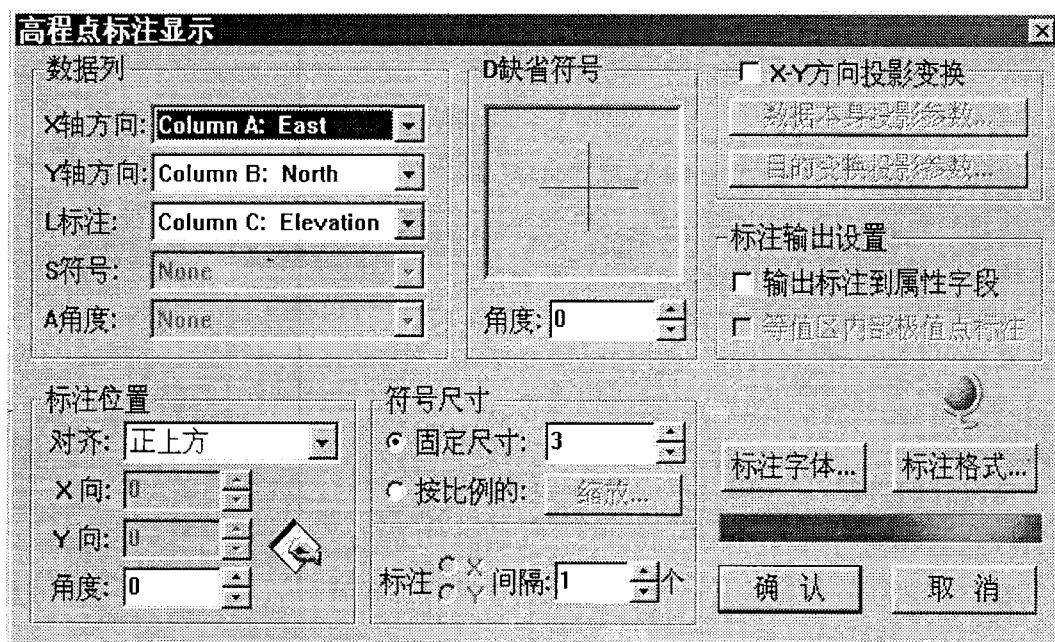 高程点标注显示
数据列
X轴方向: Column A: East
Y轴方向: Column B: North
L标注: Column C: Elevation
S符号: None
A角度: None
D缺省符号
角度: 0
X-Y方向投影变换
数据本身投影参数...
目的变换投影参数...
标注输出设置
输出标注到属性字段
等值区内部极值点标注
标注位置
对齐: 正上方
X向: 0
Y向: 0
角度: 0
符号尺寸
固定尺寸: 3
按比例的: 缩放...
标注 X Y 间隔: 1 个
标注字体... 标注格式...
确 认 取 消